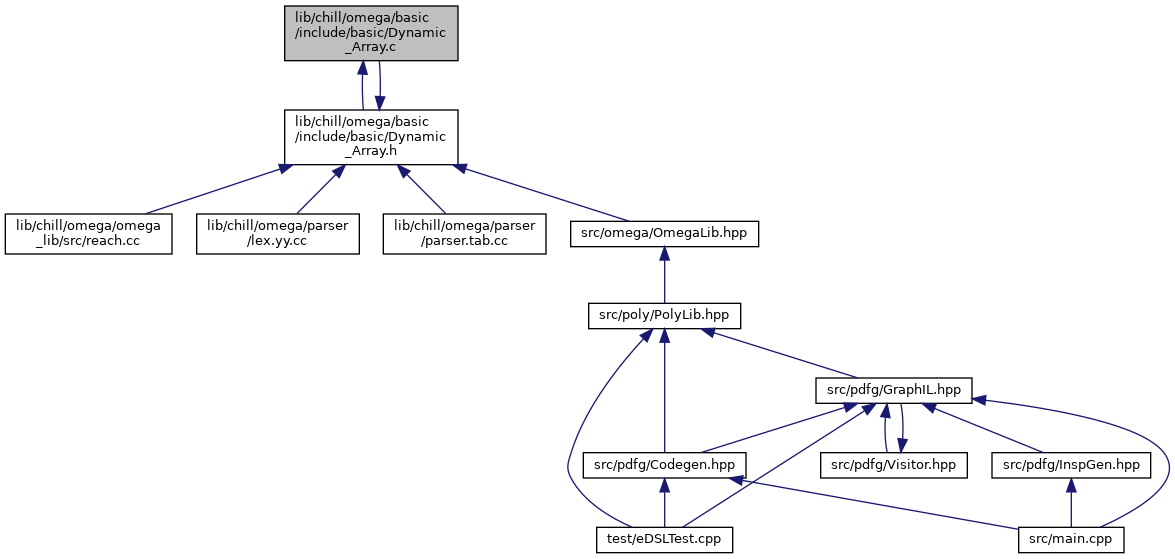 lib/chill/omega/basic
/include/basic/Dynamic
_Array.c
lib/chill/omega/basic
/include/basic/Dynamic
_Array.h
lib/chill/omega/omega
_lib/src/reach.cc
lib/chill/omega/parser
/lex.yy.cc
lib/chill/omega/parser
/parser.tab.cc
src/omega/OmegaLib.hpp
src/poly/PolyLib.hpp
src/pdfg/GraphIL.hpp
src/pdfg/Codegen.hpp
src/pdfg/Visitor.hpp
src/pdfg/InspGen.hpp
test/eDSLTest.cpp
src/main.cpp